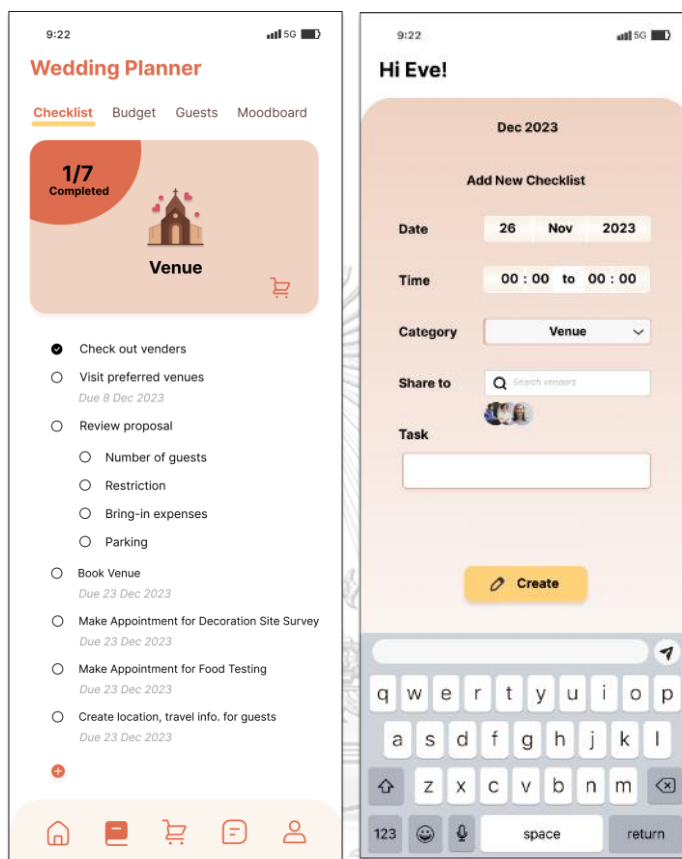 9:22 5G
Wedding Planner
Checklist Budget Guests Moodboard
1/7
Completed
Venue
Check out venders
Visit preferred venues
Due 8 Dec 2023
Review proposal
Number of guests
Restriction
Bring-in expenses
Parking
Book Venue
Due 23 Dec 2023
Make Appointment for Decoration Site Survey
Due 23 Dec 2023
Make Appointment for Food Testing
Due 23 Dec 2023
Create location, travel info. for guests
Due 23 Dec 2023
9:22 5G
Hi Eve!
Dec 2023
Add New Checklist
Date 26 Nov 2023
Time 00 : 00 to 00 : 00
Category Venue
Share to Search vendors
Task
Create
q w e r t y u i o p
a s d f g h j k l
z x c v b n m
123 space return